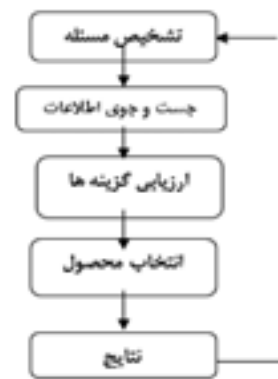 تشخیص مسئله
جست و جوی اطلاعات
ارزیابی گزینه ها
انتخاب محصول
نتایج